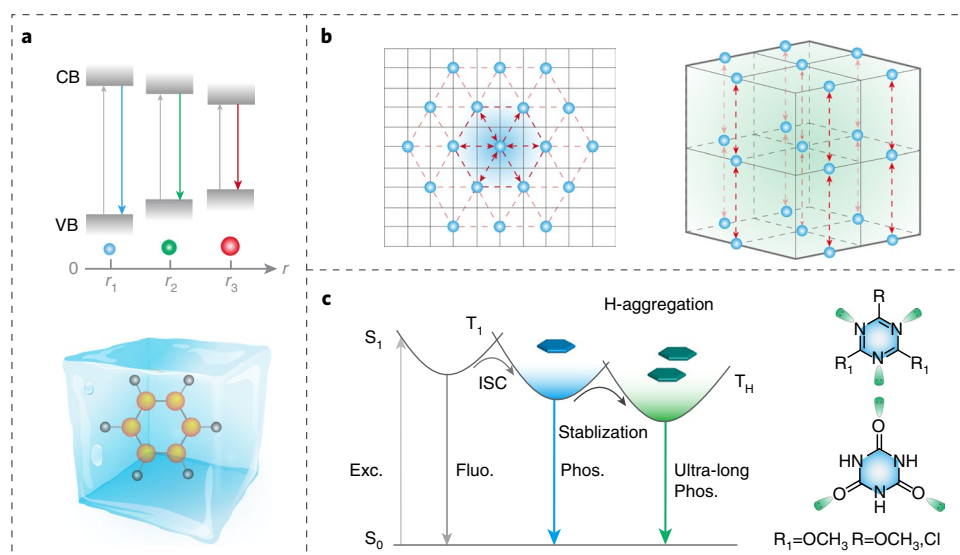 a
CB
VB
0
r1
r2
r3
r
b
c
H-aggregation
S1
T1
ISC
TH
Stablization
Exc.
Fluo.
Phos.
Ultra-long
Phos.
S0
R
N
N
N
R1
R1
O
HN
NH
O
N
H
O
R1=OCH3 R=OCH3,Cl